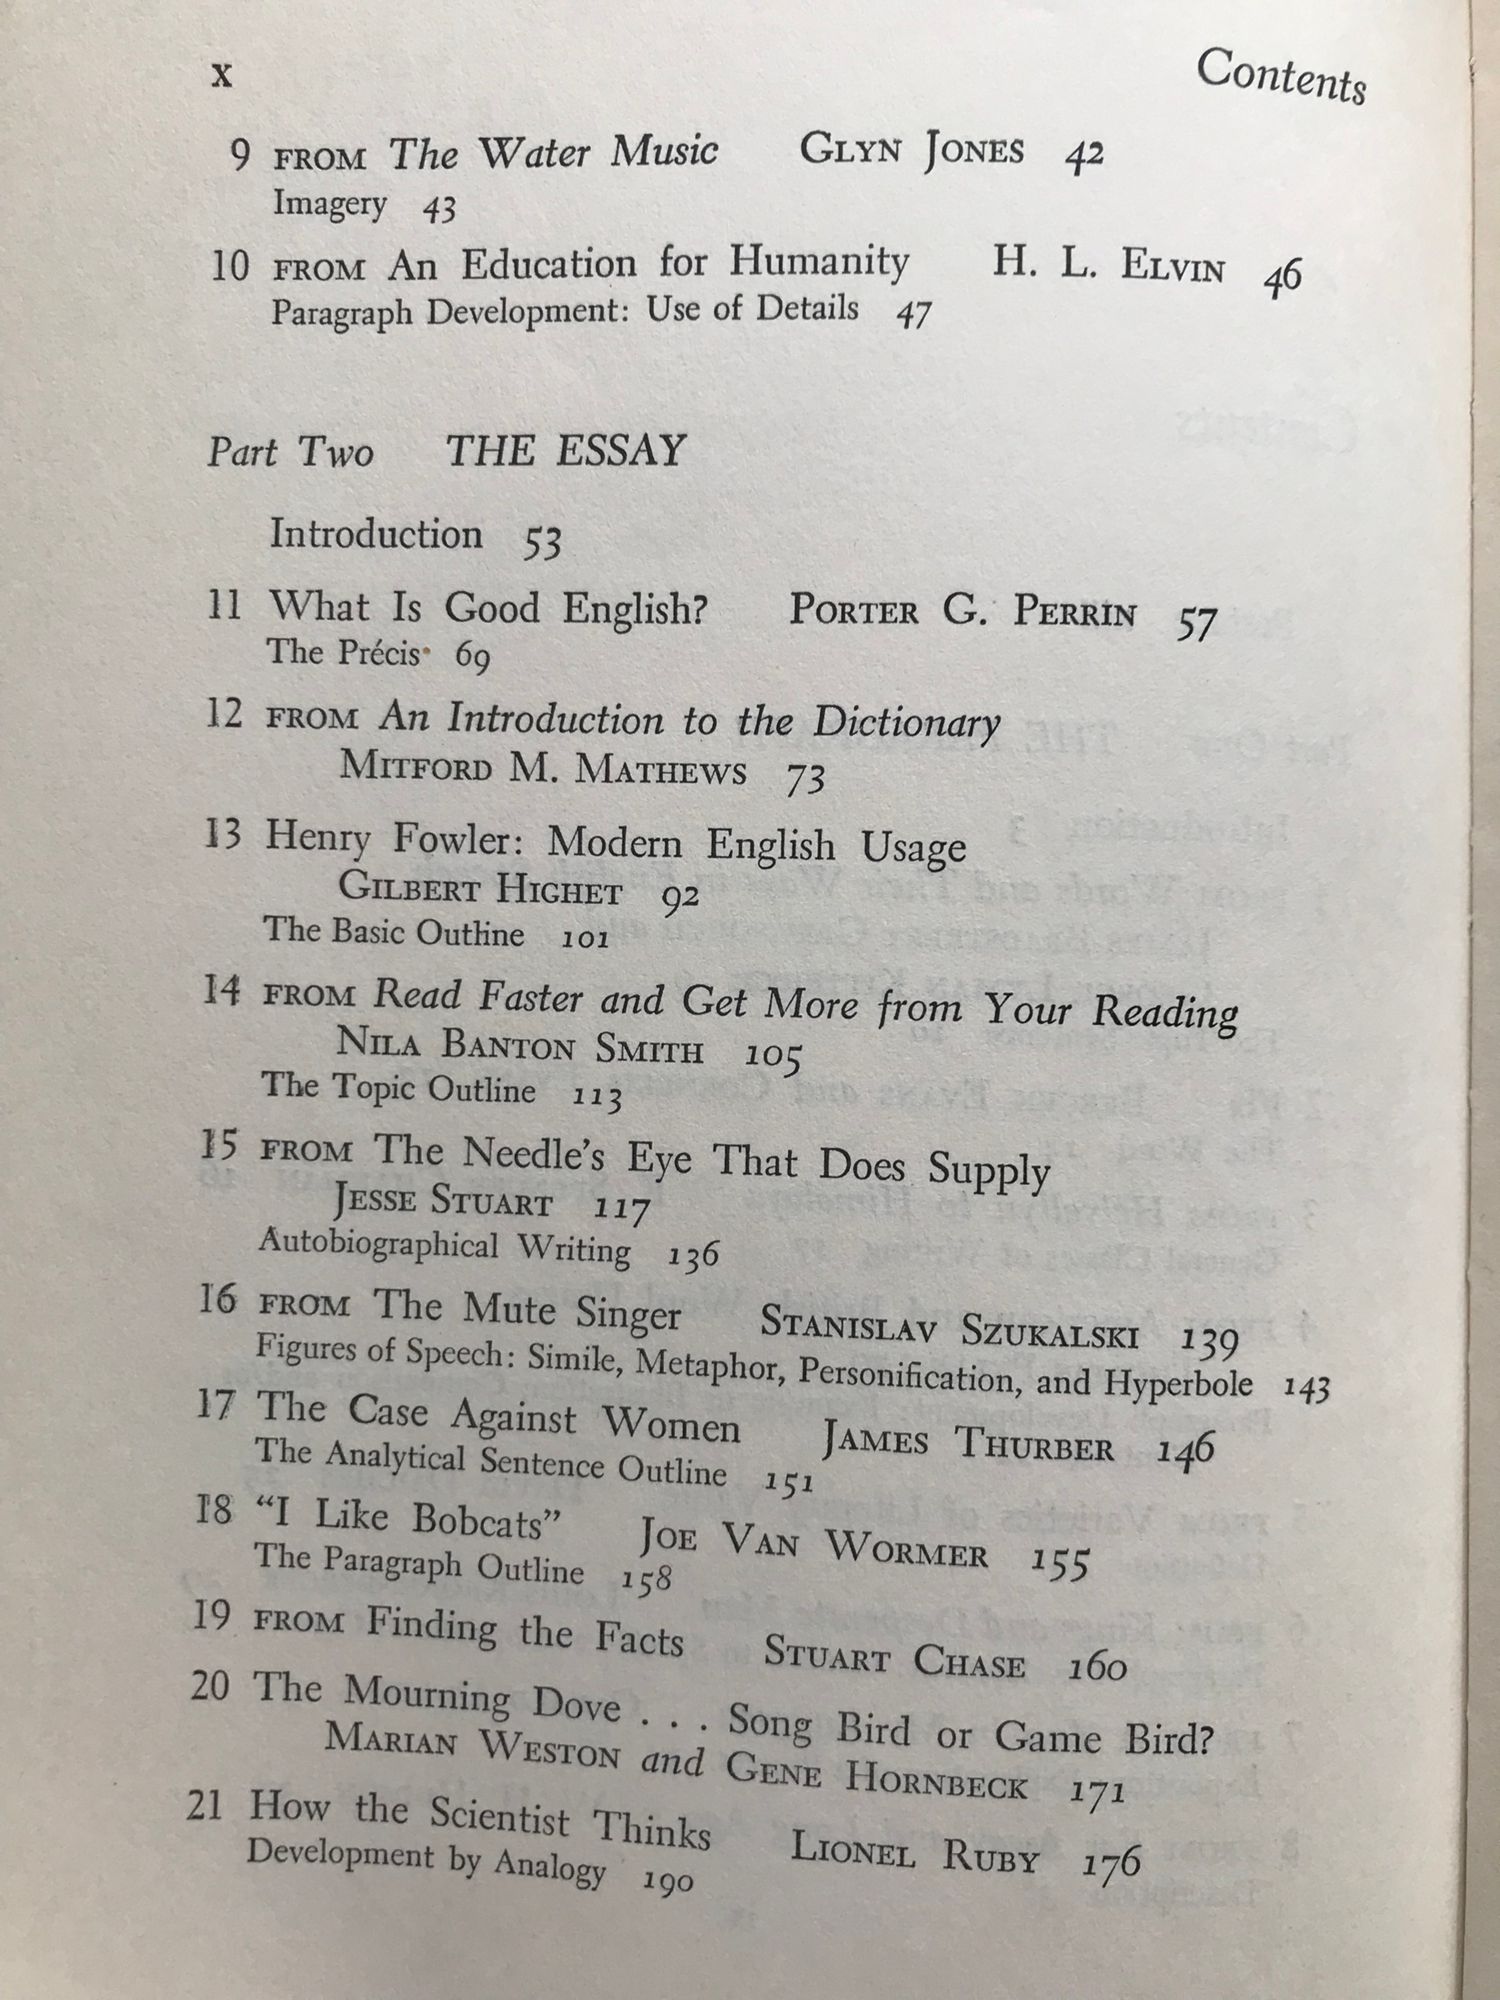 x Contents
9 FROM The Water Music GLYN JONES 42
Imagery 43
10 FROM An Education for Humanity H. L. ELVIN 46
Paragraph Development: Use of Details 47
Part Two THE ESSAY
Introduction 53
11 What Is Good English? PORTER G. PERRIN 57
The Précis 69
12 FROM An Introduction to the Dictionary
MITFORD M. MATHEWS 73
13 Henry Fowler: Modern English Usage
GILBERT HIGHET 92
The Basic Outline 101
14 FROM Read Faster and Get More from Your Reading
NILA BANTON SMITH 105
The Topic Outline 113
15 FROM The Needle's Eye That Does Supply
JESSE STUART 117
Autobiographical Writing 136
16 FROM The Mute Singer STANISLAV SZUKALSKI 139
Figures of Speech: Simile, Metaphor, Personification, and Hyperbole 143
17 The Case Against Women JAMES THURBER 146
The Analytical Sentence Outline 151
18 “I Like Bobcats” JOE VAN WORMER 155
The Paragraph Outline 158
19 FROM Finding the Facts STUART CHASE 160
20 The Mourning Dove . . . Song Bird or Game Bird?
MARIAN WESTON and GENE HORNBECK 171
21 How the Scientist Thinks LIONEL RUBY 176
Development by Analogy 190